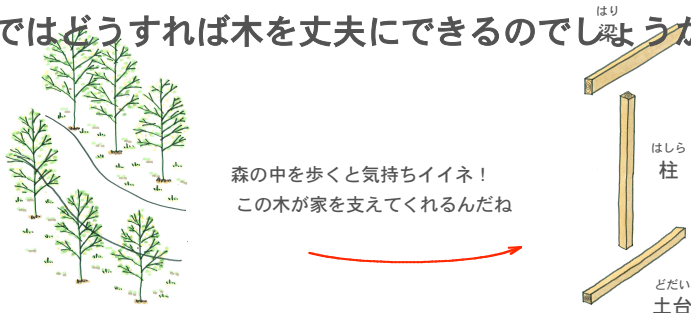 ではどうすれば木を丈夫にできるのでしょうか
はり
梁
森の中を歩くと気持ちイイネ！
この木が家を支えてくれるんだね
はしら
柱
どだい
土台